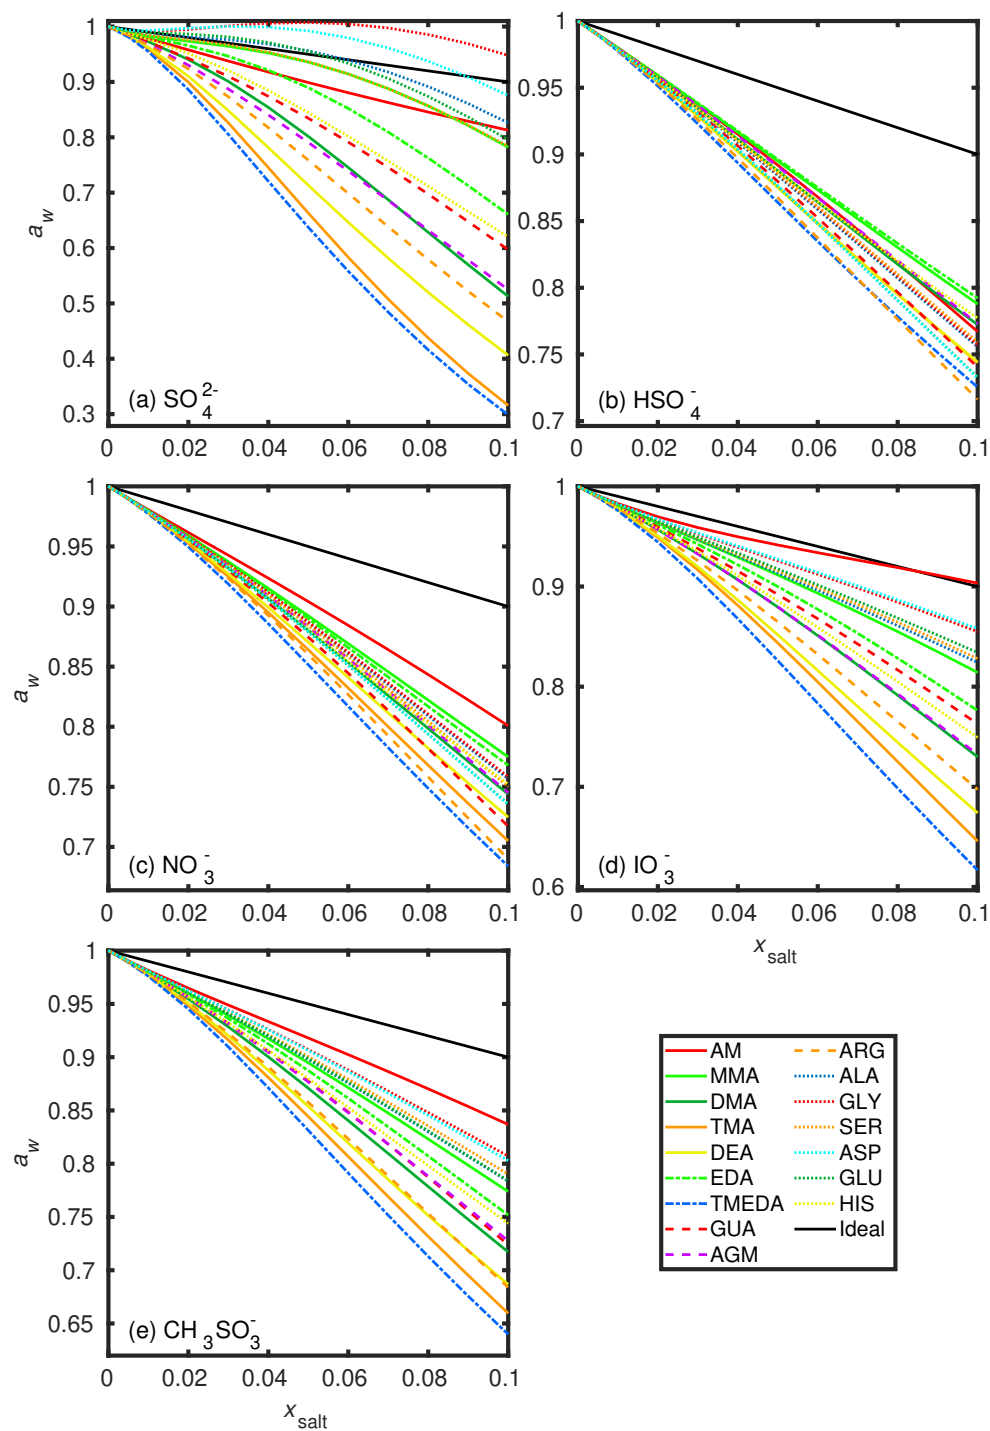 1
0.9
0.8
0.7
0.6
0.5
0.4
0.3
a_w
(a) SO₄²⁻
0 0.02 0.04 0.06 0.08 0.1
1
0.95
0.9
0.85
0.8
0.75
0.7
(b) HSO₄⁻
0 0.02 0.04 0.06 0.08 0.1
1
0.95
0.9
0.85
0.8
0.75
0.7
a_w
(c) NO₃⁻
0 0.02 0.04 0.06 0.08 0.1
1
0.9
0.8
0.7
0.6
(d) IO₃⁻
0 0.02 0.04 0.06 0.08 0.1
x_salt
1
0.95
0.9
0.85
0.8
0.75
0.7
0.65
a_w
(e) CH₃SO₃⁻
0 0.02 0.04 0.06 0.08 0.1
x_salt
AM
MMA
DMA
TMA
DEA
EDA
TMEDA
GUA
AGM
ARG
ALA
GLY
SER
ASP
GLU
HIS
Ideal